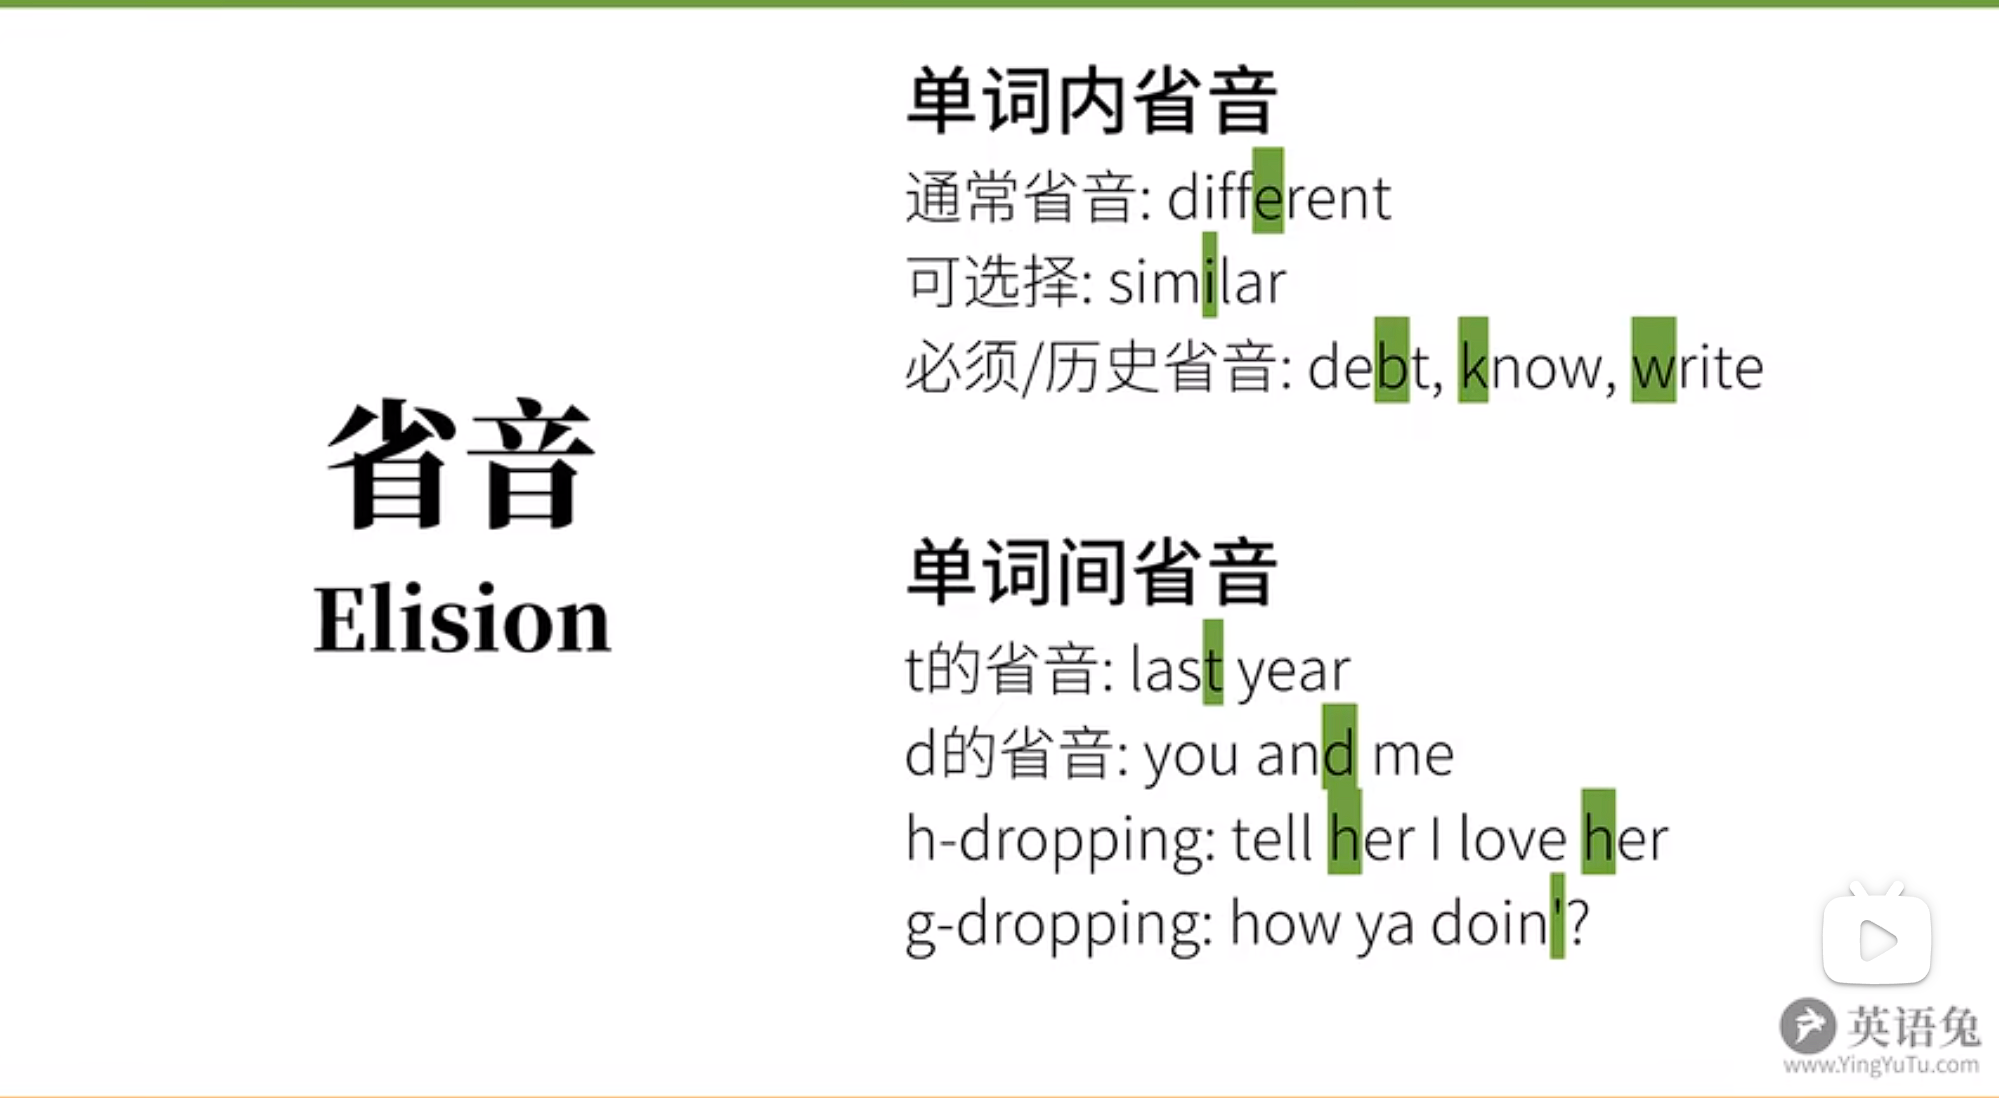 省音
Elision
单词内省音
通常省音: different
可选择: similar
必须/历史省音: debt, know, write
单词间省音
t的省音: last year
d的省音: you and me
h-dropping: tell her I love her
g-dropping: how ya doin'?
英语兔
www.YingYuTu.com